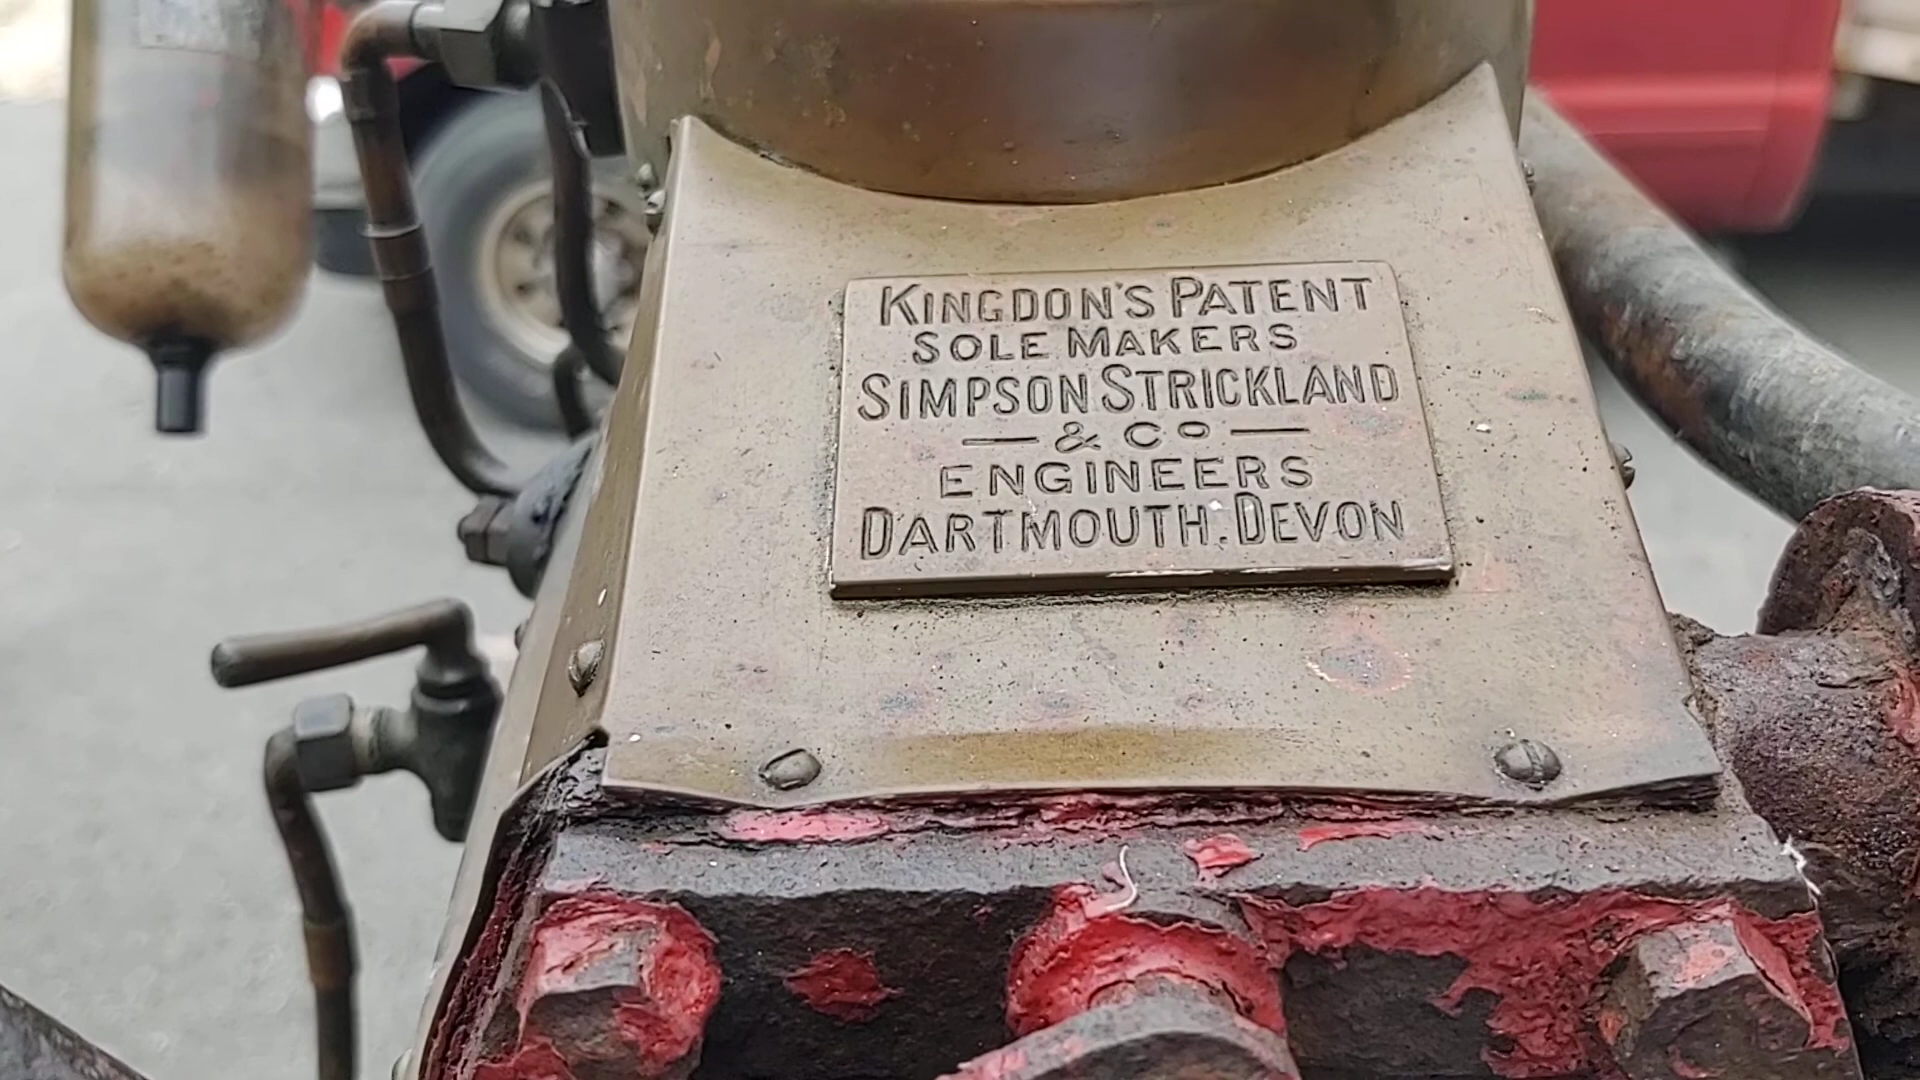 KINGDON'S PATENT
SOLE MAKERS
SIMPSON STRICKLAND
— & Co —
ENGINEERS
DARTMOUTH. DEVON